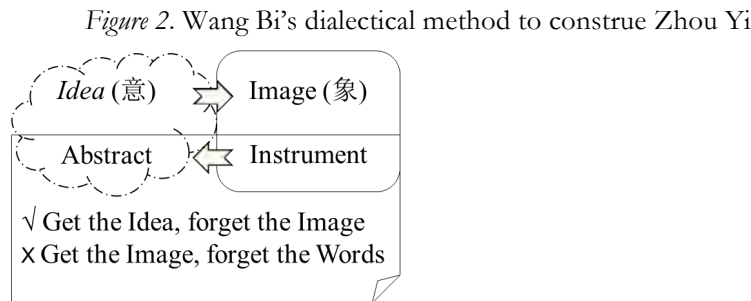 Figure 2. Wang Bi’s dialectical method to construe Zhou Yi
Idea (意) Image (象)
Abstract Instrument
√ Get the Idea, forget the Image
x Get the Image, forget the Words